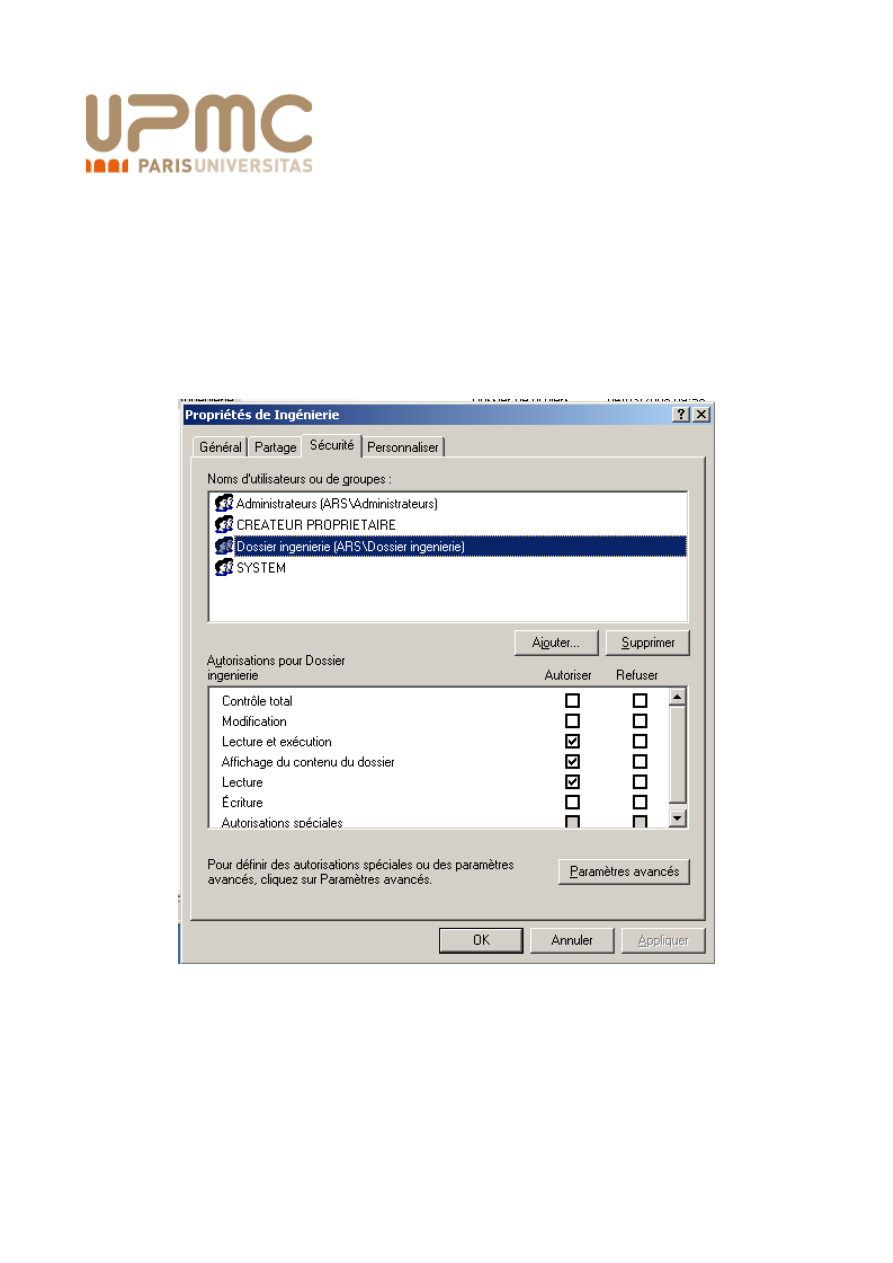 UPMC
PARISUNIVERSITAS
Propriétés de Ingénierie
Général Partage Sécurité Personnaliser
Noms d'utilisateurs ou de groupes :
Administrateurs (ARS\Administrateurs)
CREATEUR PROPRIETAIRE
Dossier ingenierie (ARS\Dossier ingenierie)
SYSTEM
Ajouter... Supprimer
Autorisations pour Dossier
ingenierie Autoriser Refuser
Contrôle total
Modification
Lecture et exécution
Affichage du contenu du dossier
Lecture
Écriture
Autorisations spéciales
Pour définir des autorisations spéciales ou des paramètres
avancés, cliquez sur Paramètres avancés.
Paramètres avancés
OK Annuler Appliquer